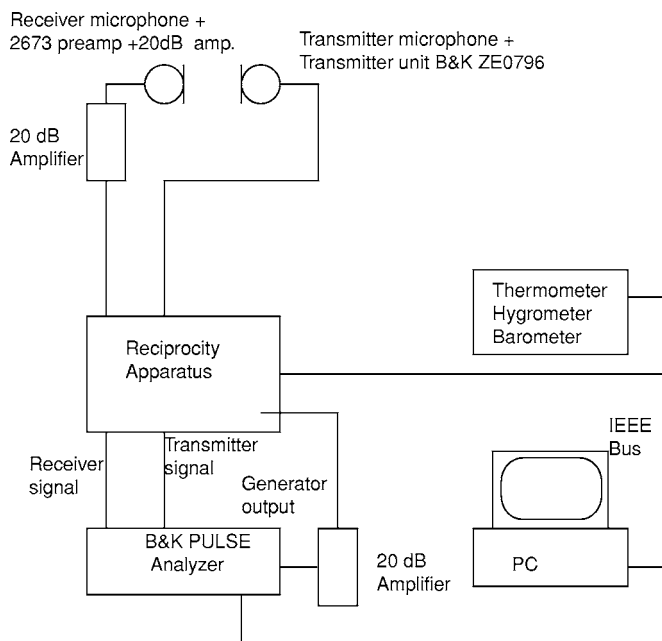 Receiver microphone +
2673 preamp +20dB amp.
Transmitter microphone +
Transmitter unit B&K ZE0796
20 dB
Amplifier
Thermometer
Hygrometer
Barometer
Reciprocity
Apparatus
IEEE
Bus
Receiver
signal
Transmitter
signal
Generator
output
B&K PULSE
Analyzer
20 dB
Amplifier
PC